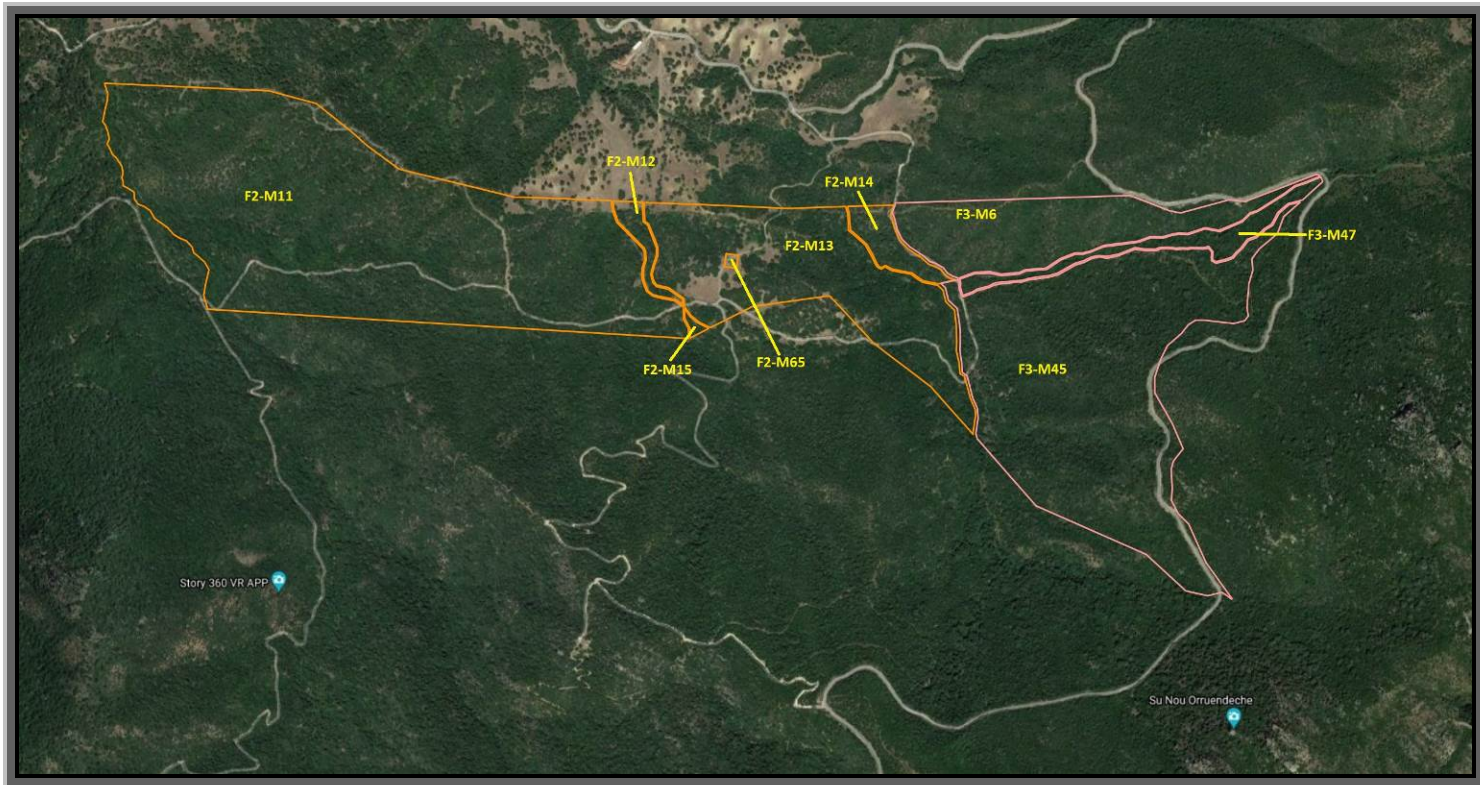 F2-M12
F2-M14
F2-M11
F3-M6
F3-M47
F2-M13
F2-M65
F2-M15
F3-M45
Story 360 VR APP
Su Nou Orruendeche